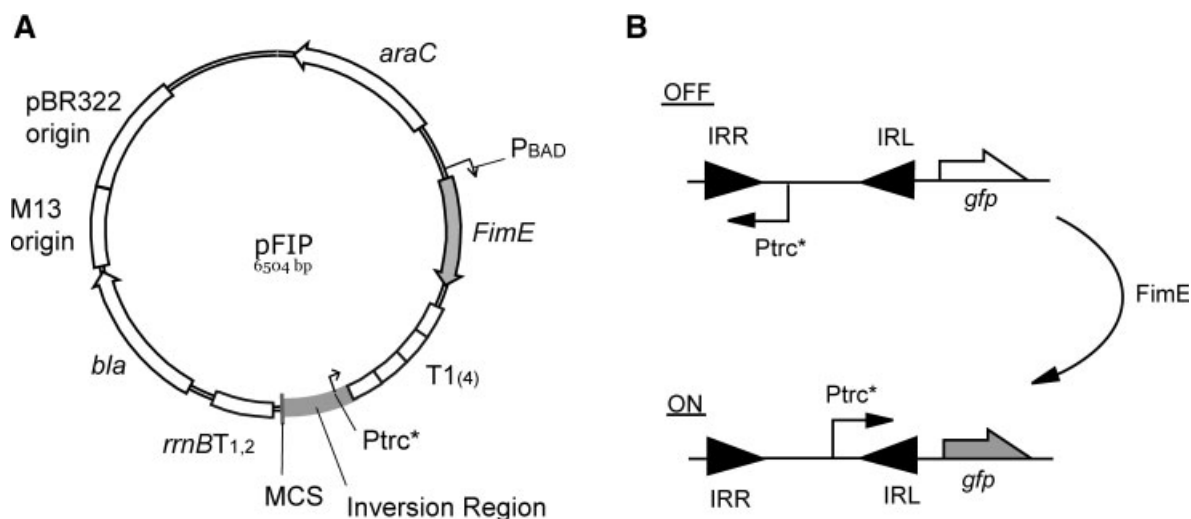 A
araC
pBR322
origin
PBAD
M13
origin
FimE
pFIP
6504 bp
bla
T1(4)
rrnBT1,2
Ptrc*
MCS
Inversion Region
B
OFF
IRR
IRL
gfp
Ptrc*
FimE
ON
Ptrc*
IRR
IRL
gfp